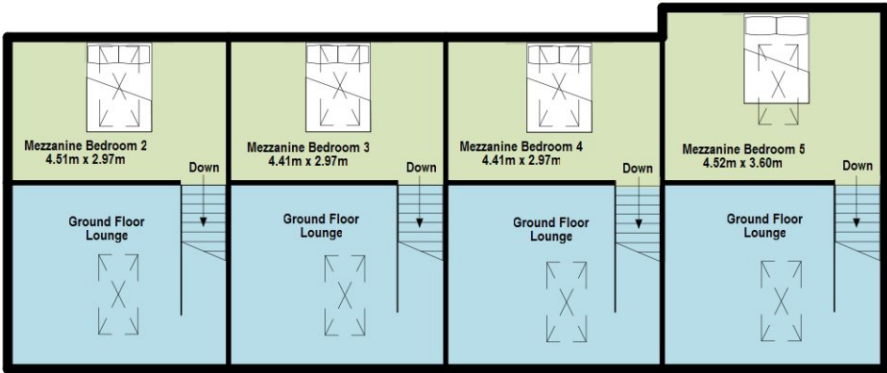 Mezzanine Bedroom 2
4.51m x 2.97m
Down
Mezzanine Bedroom 3
4.41m x 2.97m
Down
Mezzanine Bedroom 4
4.41m x 2.97m
Down
Mezzanine Bedroom 5
4.52m x 3.60m
Down
Ground Floor
Lounge
Ground Floor
Lounge
Ground Floor
Lounge
Ground Floor
Lounge